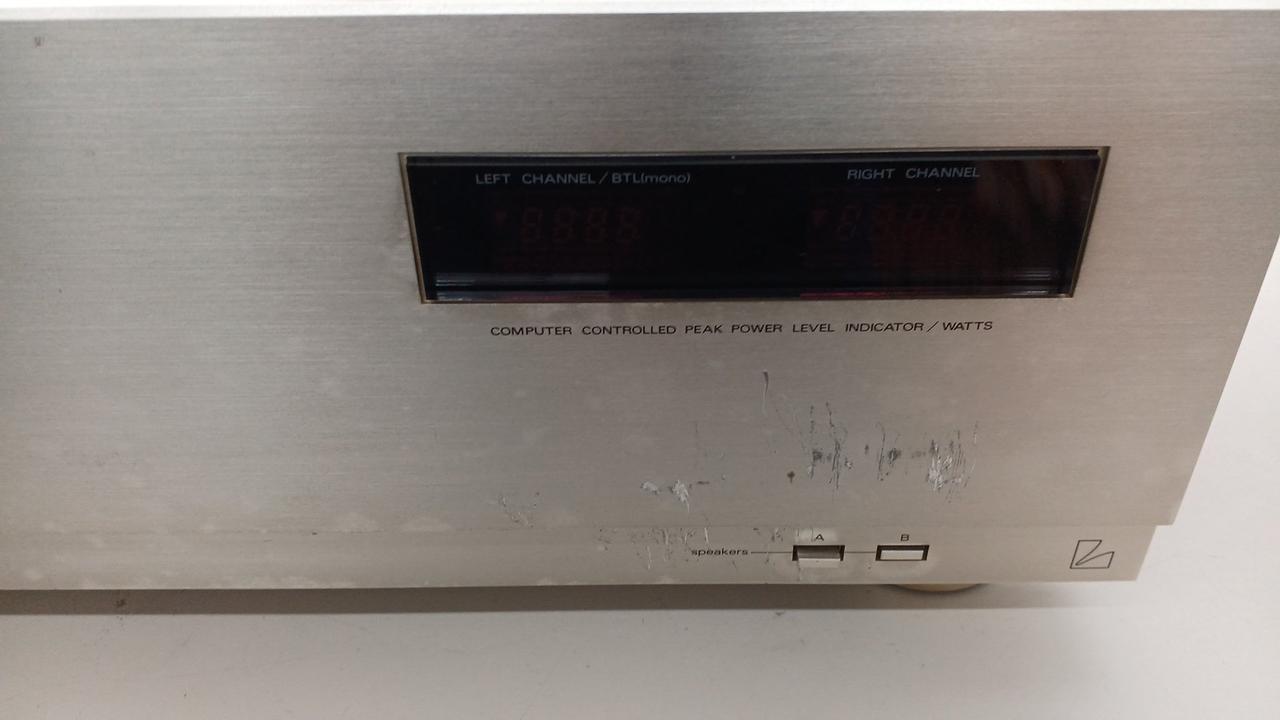 LEFT CHANNEL/BTL(mono)
RIGHT CHANNEL
COMPUTER CONTROLLED PEAK POWER LEVEL INDICATOR/WATTS
A
B
speakers